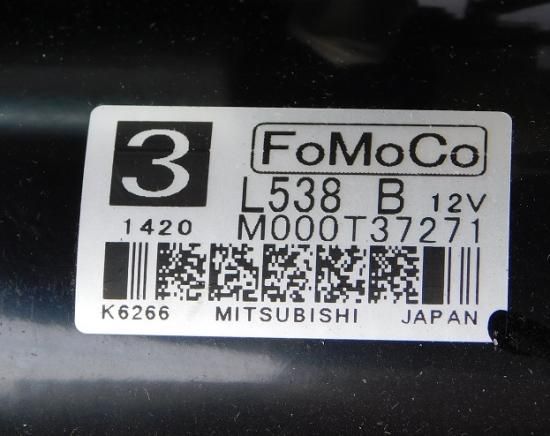 3 FoMoCo
L538 B 12V
1420 M000T37271
K6266 MITSUBISHI JAPAN